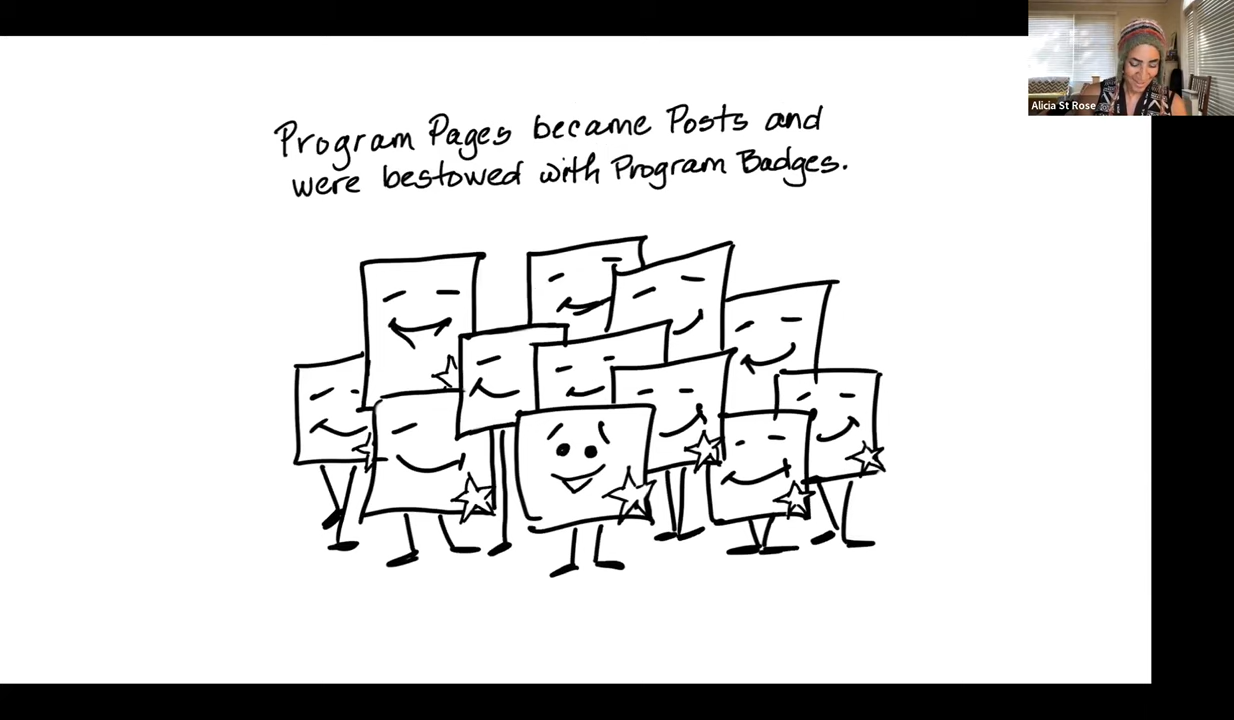 Program Pages became Posts and
were bestowed with Program Badges.
Alicia St Rose